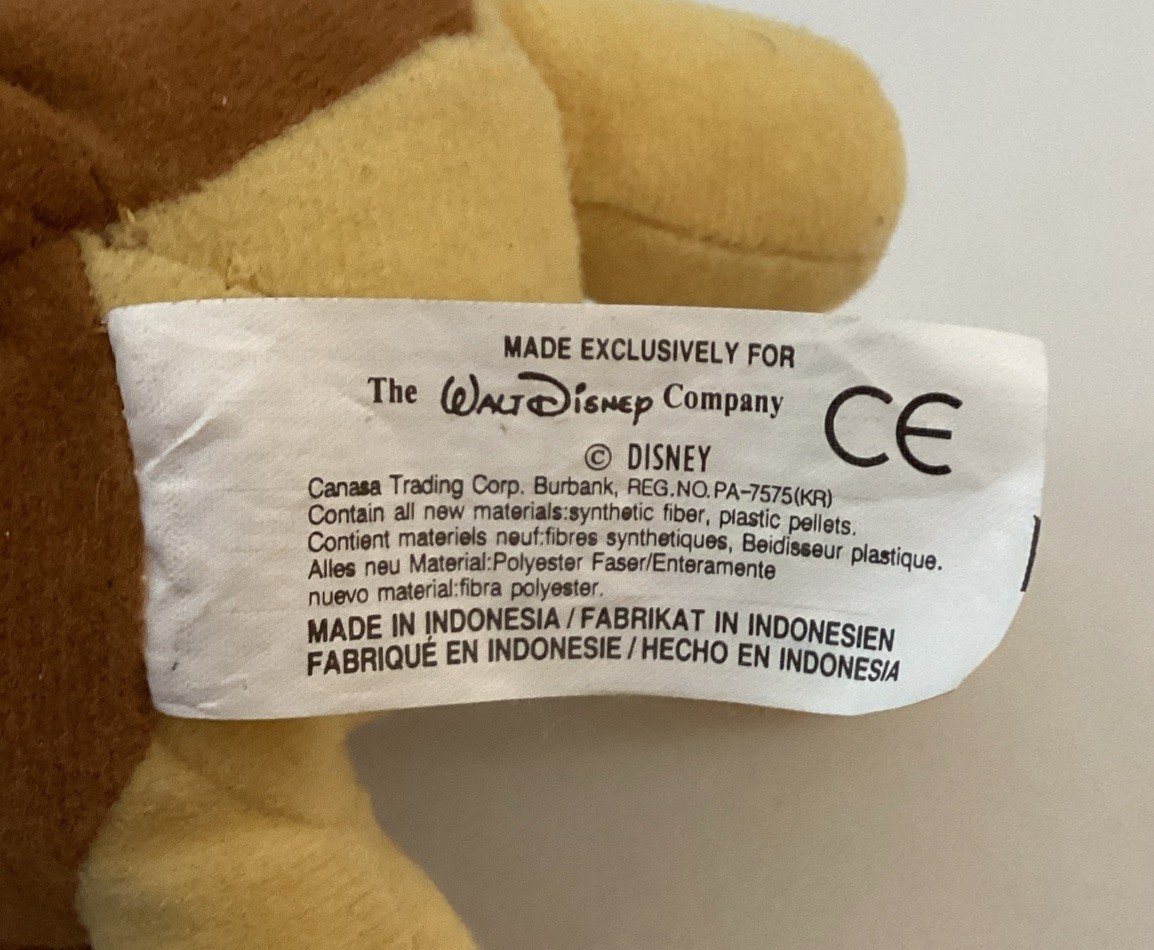 MADE EXCLUSIVELY FOR
The WALT DISNEY Company
CE
© DISNEY
Canasa Trading Corp. Burbank, REG.NO.PA-7575(KR)
Contain all new materials:synthetic fiber, plastic pellets.
Contient materiels neuf:fibres synthetiques, Beidisseur plastique.
Alles neu Material:Polyester Faser/Enteramente
nuevo material:fibra polyester.
MADE IN INDONESIA / FABRIKAT IN INDONESIEN
FABRIQUÉ EN INDONESIE / HECHO EN INDONESIA